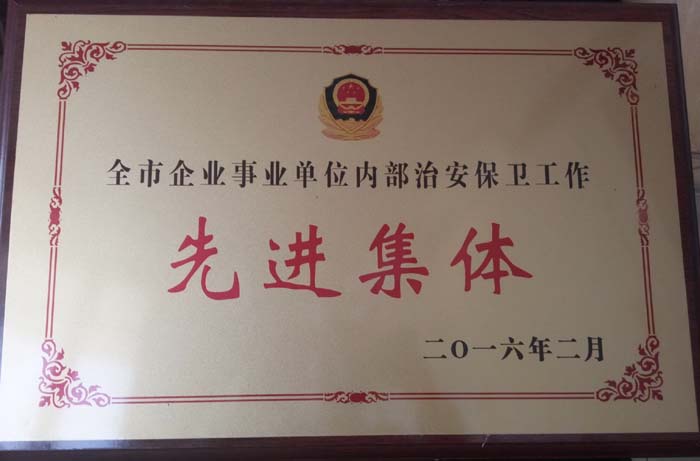 全市企业事业单位内部治安保卫工作
先进集体
二O一六年二月